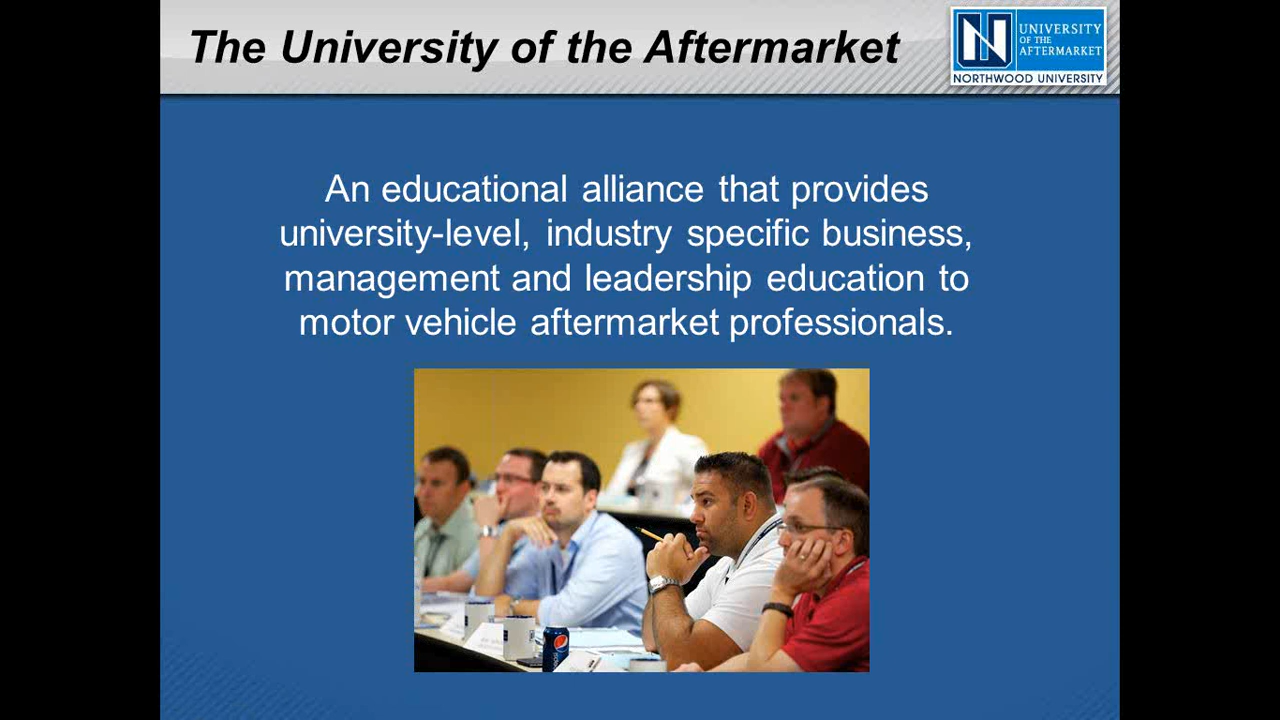 The University of the Aftermarket
N
UNIVERSITY
OF THE
AFTERMARKET
NORTHWOOD UNIVERSITY
An educational alliance that provides
university-level, industry specific business,
management and leadership education to
motor vehicle aftermarket professionals.